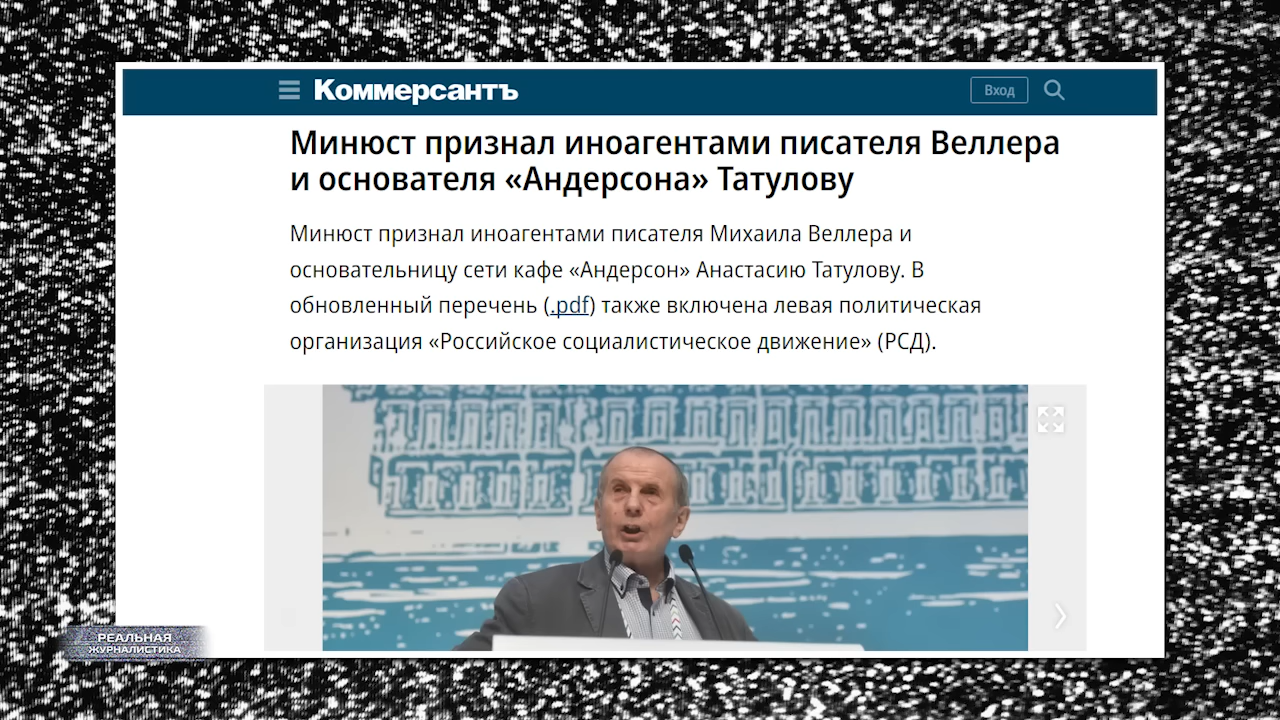 Коммерсантъ
Вход
Минюст признал иноагентами писателя Веллера
и основателя «Андерсона» Татулову
Минюст признал иноагентами писателя Михаила Веллера и
основательницу сети кафе «Андерсон» Анастасию Татулову. В
обновленный перечень (.pdf) также включена левая политическая
организация «Российское социалистическое движение» (РСД).
РЕАЛЬНАЯ
ЖУРНАЛИСТИКА